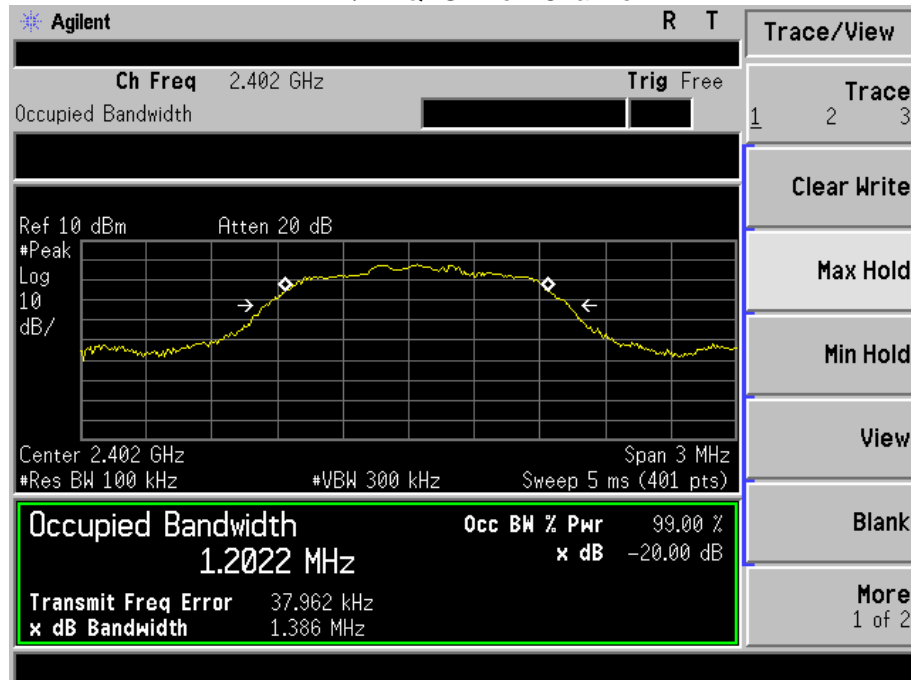 Agilent R T
Ch Freq 2.402 GHz Trig Free
Occupied Bandwidth
Ref 10 dBm Atten 20 dB
#Peak
Log
10
dB/
Center 2.402 GHz Span 3 MHz
#Res BW 100 kHz #VBW 300 kHz Sweep 5 ms (401 pts)
Occupied Bandwidth
1.2022 MHz
Occ BW % Pwr 99.00 %
x dB -20.00 dB
Transmit Freq Error 37.962 kHz
x dB Bandwidth 1.386 MHz
Trace/View
Trace
1 2 3
Clear Write
Max Hold
Min Hold
View
Blank
More
1 of 2